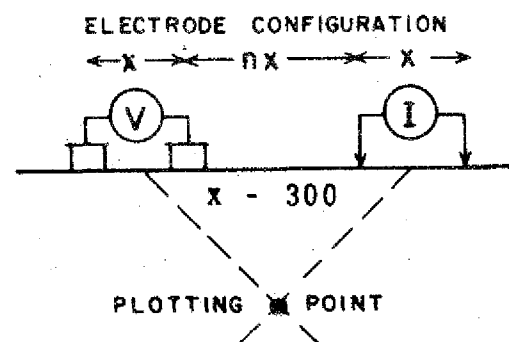 ELECTRODE CONFIGURATION
X nX X
V I
X - 300
PLOTTING POINT